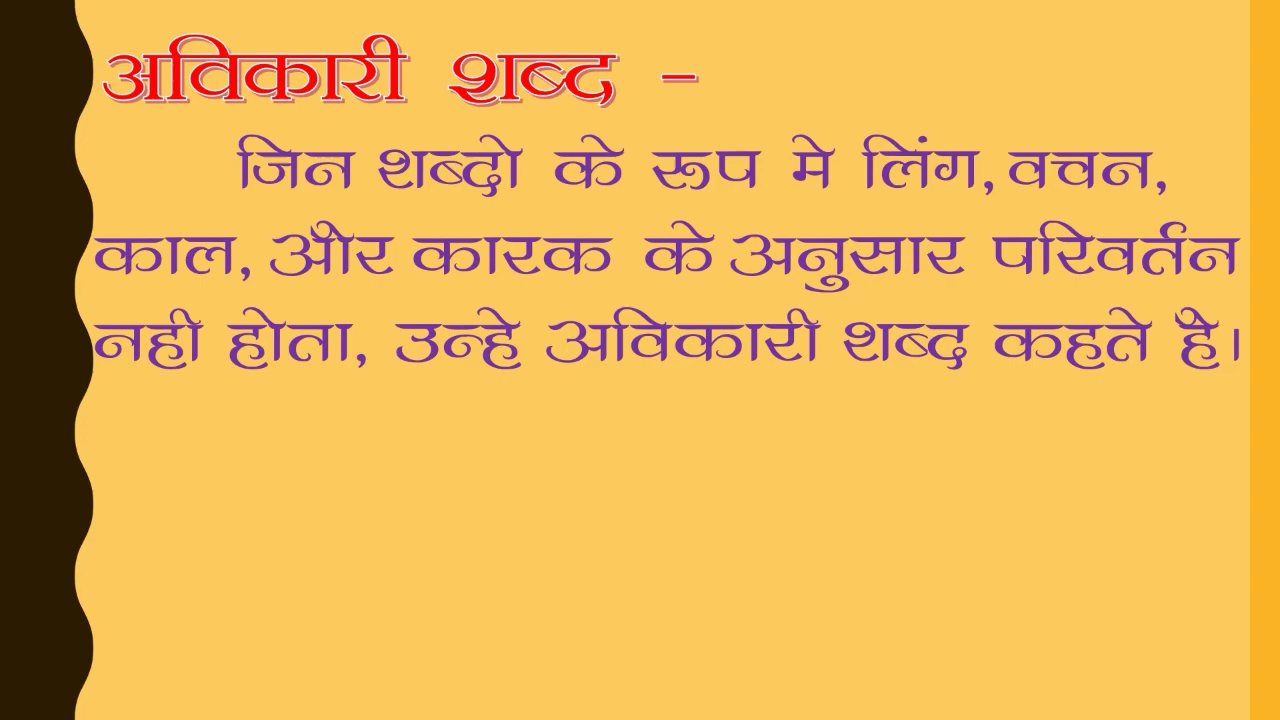 अविकारी शब्द -
जिन शब्दो के रूप मे लिंग, वचन,
काल, और कारक के अनुसार परिवर्तन
नही होता, उन्हे अविकारी शब्द कहते है।